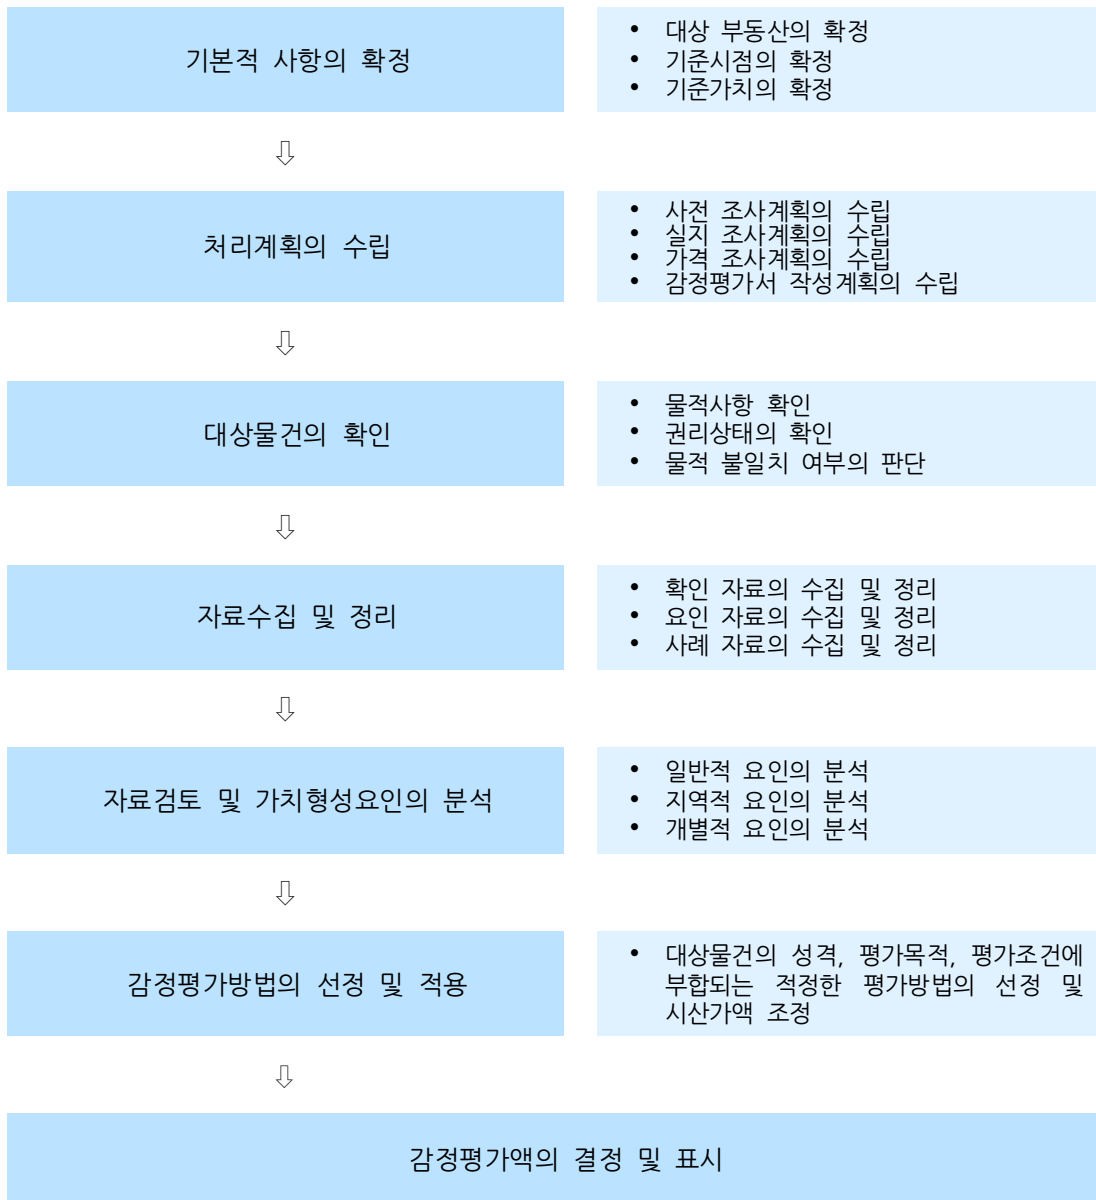 기본적 사항의 확정
• 대상 부동산의 확정
• 기준시점의 확정
• 기준가치의 확정
⇩
처리계획의 수립
• 사전 조사계획의 수립
• 실지 조사계획의 수립
• 가격 조사계획의 수립
• 감정평가서 작성계획의 수립
⇩
대상물건의 확인
• 물적사항 확인
• 권리상태의 확인
• 물적 불일치 여부의 판단
⇩
자료수집 및 정리
• 확인 자료의 수집 및 정리
• 요인 자료의 수집 및 정리
• 사례 자료의 수집 및 정리
⇩
자료검토 및 가치형성요인의 분석
• 일반적 요인의 분석
• 지역적 요인의 분석
• 개별적 요인의 분석
⇩
감정평가방법의 선정 및 적용
• 대상물건의 성격, 평가목적, 평가조건에
부합되는 적정한 평가방법의 선정 및
시산가액 조정
⇩
감정평가액의 결정 및 표시